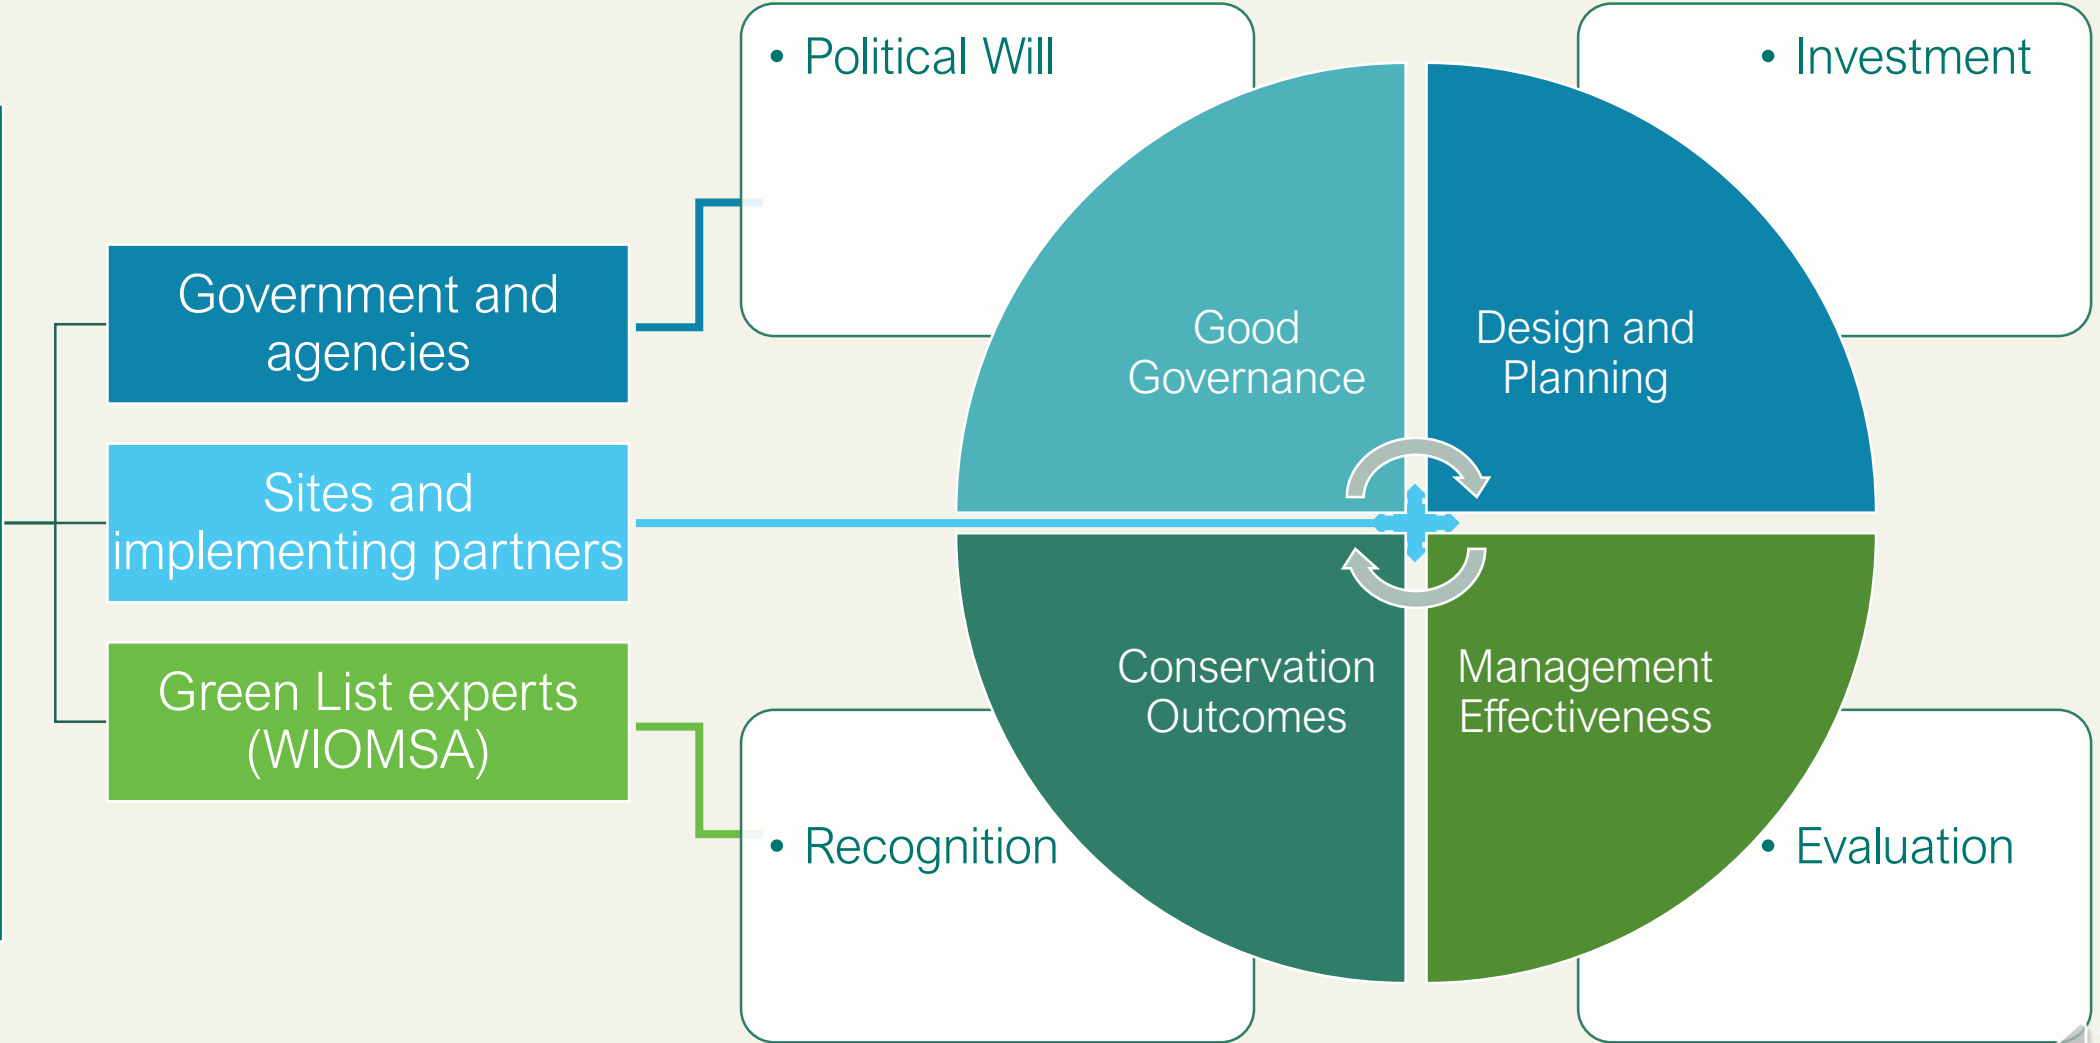 • Political Will
• Investment
Government and
agencies
Sites and
implementing partners
Green List experts
(WIOMSA)
Good
Governance
Design and
Planning
Conservation
Outcomes
Management
Effectiveness
• Recognition
• Evaluation